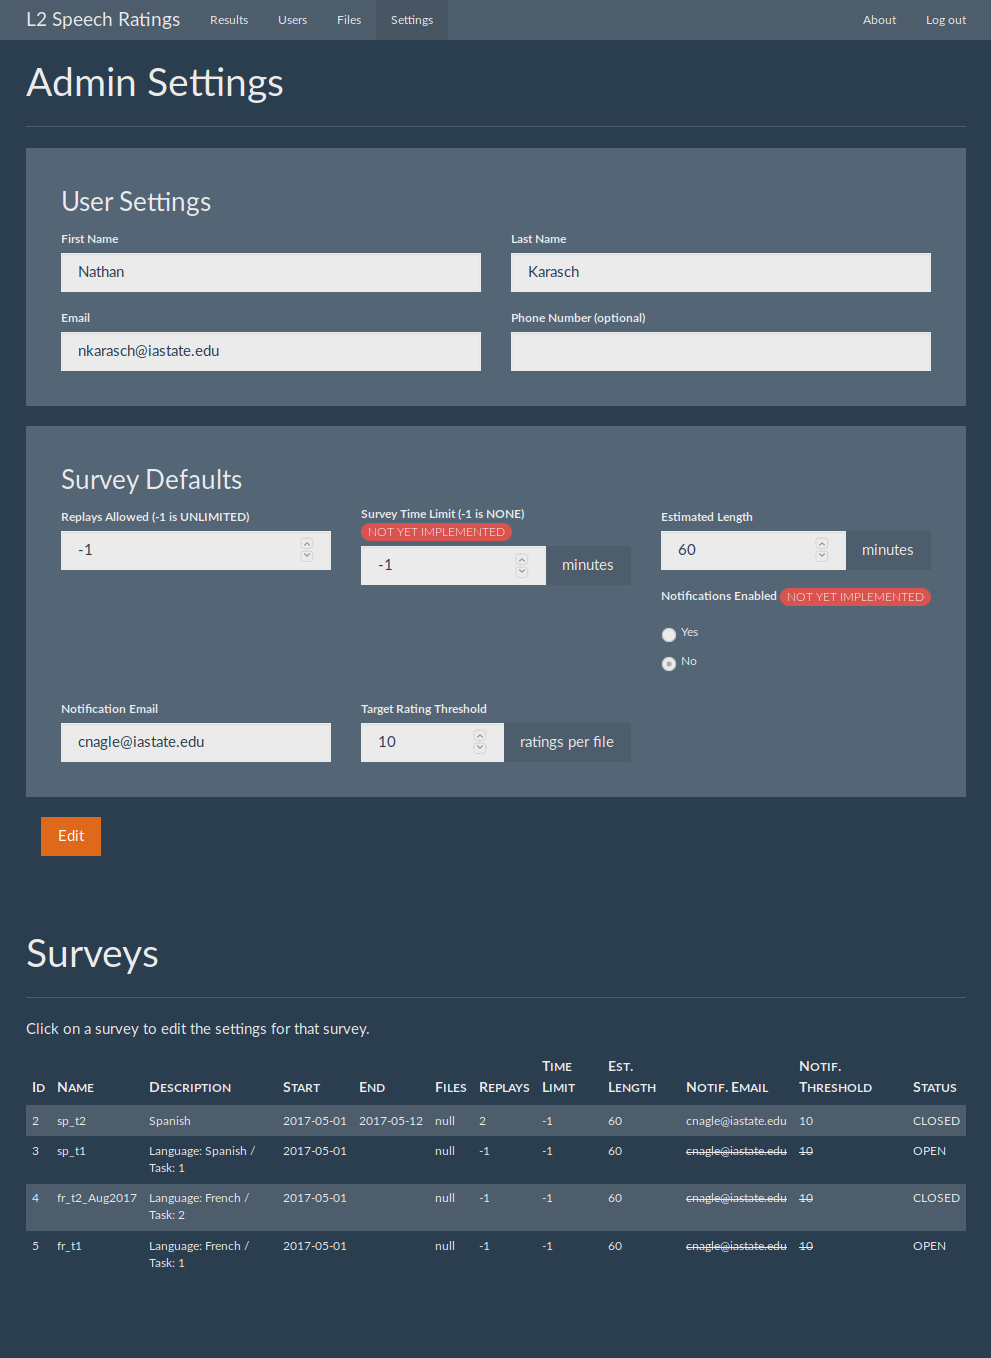 L2 Speech Ratings Results Users Files Settings About Log out
Admin Settings
User Settings
First Name Last Name
Nathan Karasch
Email Phone Number (optional)
nkarasch@iastate.edu
Survey Defaults
Replays Allowed (-1 is UNLIMITED) Survey Time Limit (-1 is NONE) NOT YET IMPLEMENTED Estimated Length
-1 -1 minutes 60 minutes
Notifications Enabled NOT YET IMPLEMENTED
Yes
No
Notification Email Target Rating Threshold
cnagle@iastate.edu 10 ratings per file
Edit
Surveys
Click on a survey to edit the settings for that survey.
ID NAME DESCRIPTION START END FILES REPLAYS TIME LIMIT EST. LENGTH NOTIF. EMAIL NOTIF. THRESHOLD STATUS
2 sp_t2 Spanish 2017-05-01 2017-05-12 null 2 -1 60 cnagle@iastate.edu 10 CLOSED
3 sp_t1 Language: Spanish / Task: 1 2017-05-01 null -1 -1 60 cnagle@iastate.edu 10 OPEN
4 fr_t2_Aug2017 Language: French / Task: 2 2017-05-01 null -1 -1 60 cnagle@iastate.edu 10 CLOSED
5 fr_t1 Language: French / Task: 1 2017-05-01 null -1 -1 60 cnagle@iastate.edu 10 OPEN